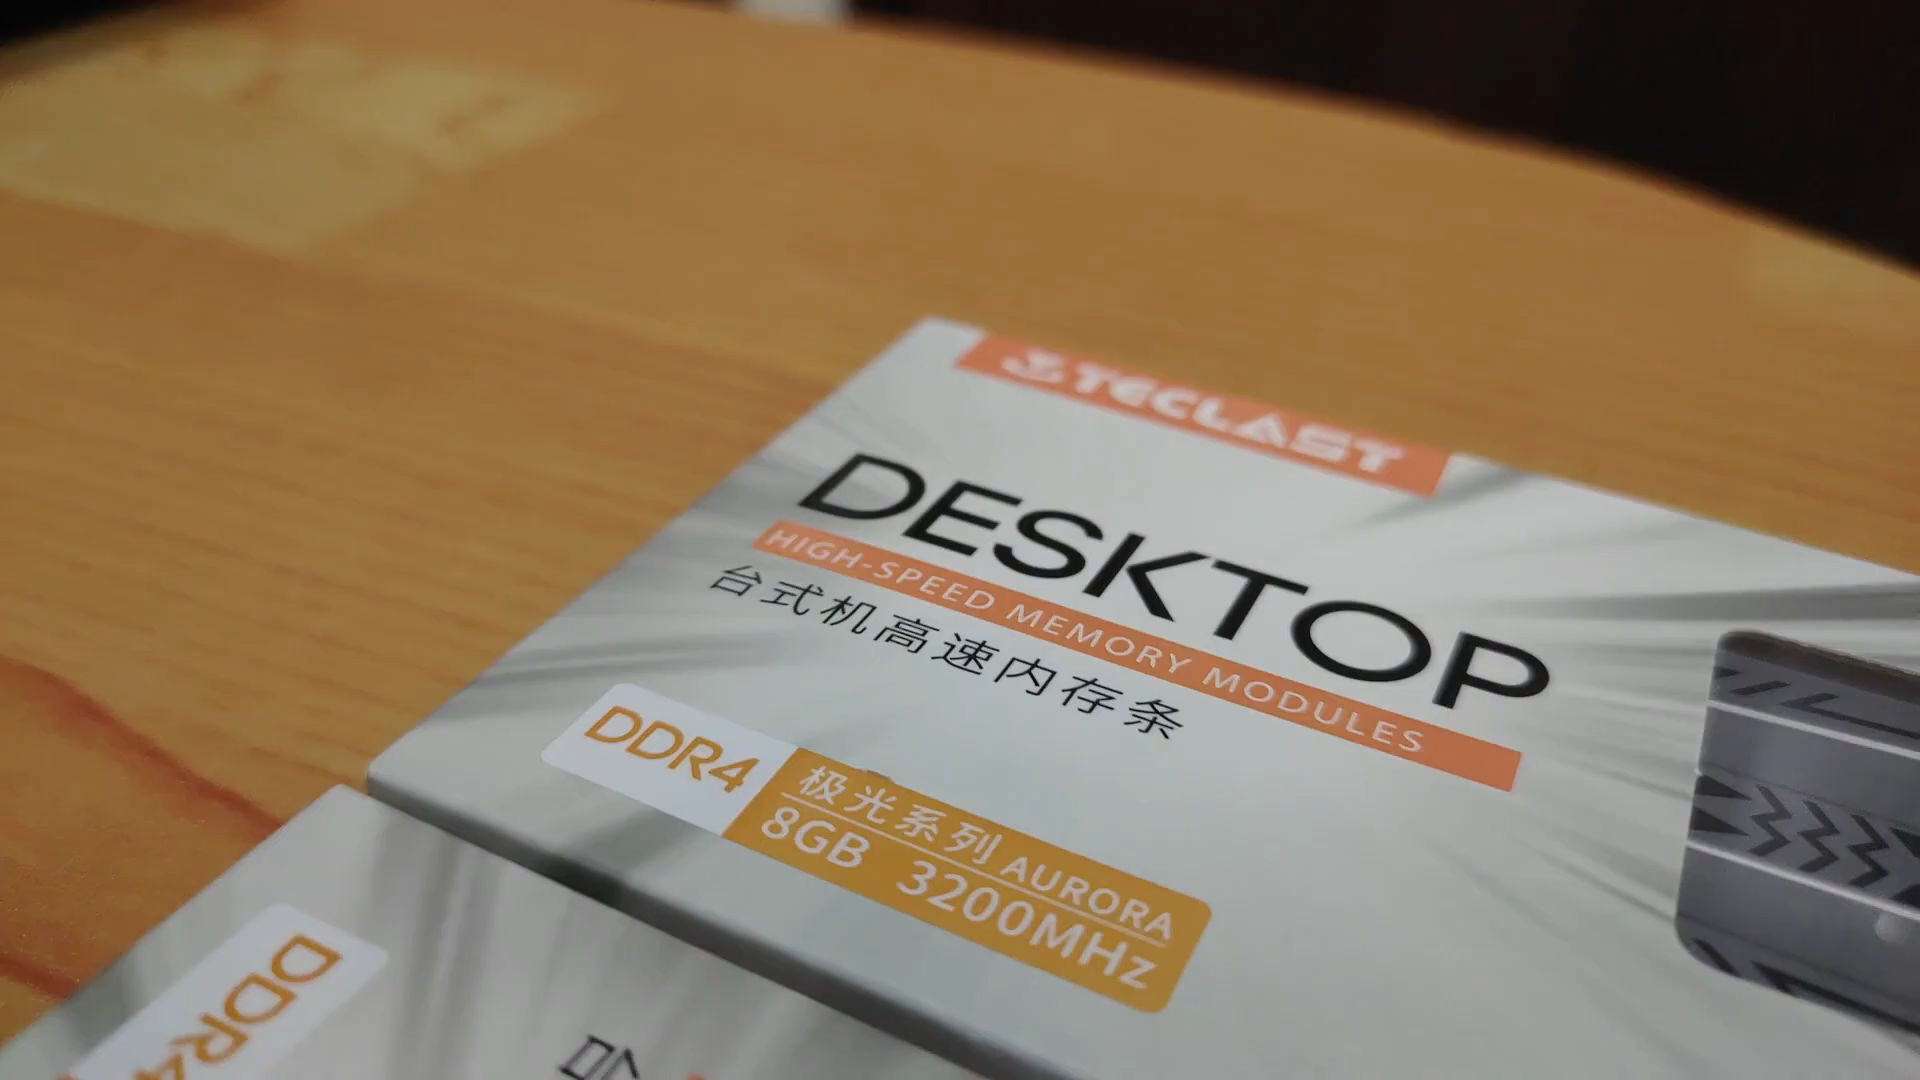 TECLAST
DESKTOP
HIGH-SPEED MEMORY MODULES
台式机高速内存条
DDR4
极光系列 AURORA
8GB 3200MHz
DDR4